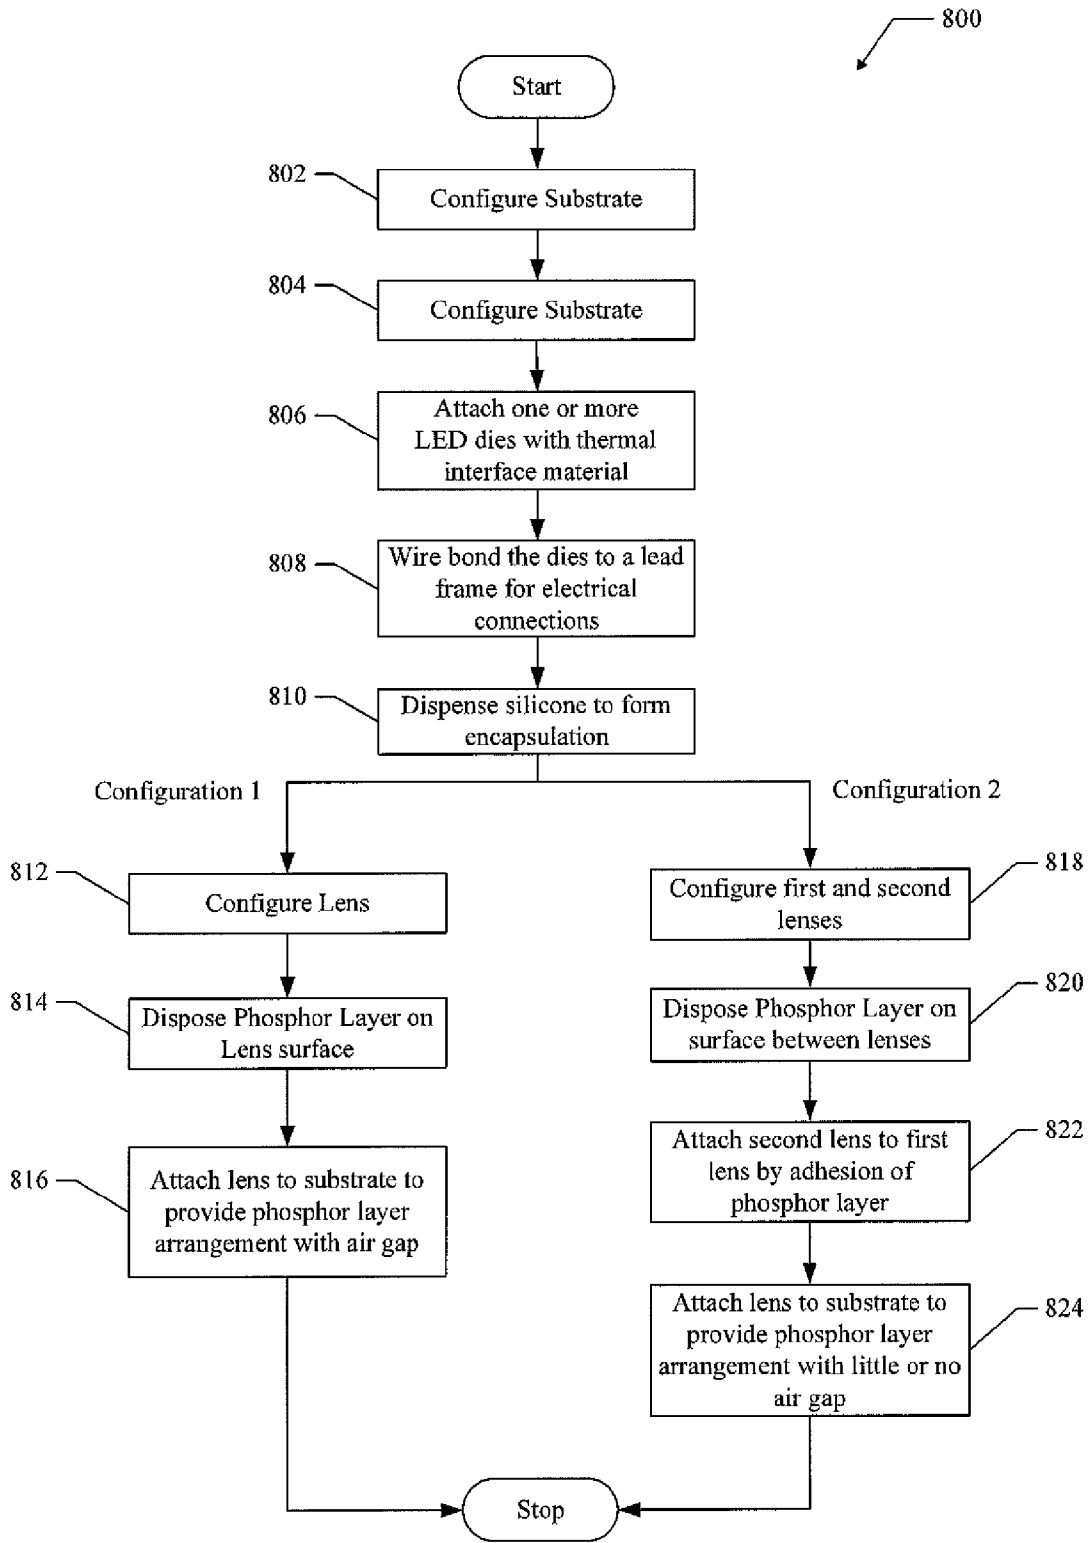 800
Start
802
Configure Substrate
804
Configure Substrate
806
Attach one or more
LED dies with thermal
interface material
808
Wire bond the dies to a lead
frame for electrical
connections
810
Dispense silicone to form
encapsulation
Configuration 1
812
Configure Lens
814
Dispose Phosphor Layer on
Lens surface
816
Attach lens to substrate to
provide phosphor layer
arrangement with air gap
Configuration 2
818
Configure first and second
lenses
820
Dispose Phosphor Layer on
surface between lenses
822
Attach second lens to first
lens by adhesion of
phosphor layer
824
Attach lens to substrate to
provide phosphor layer
arrangement with little or no
air gap
Stop